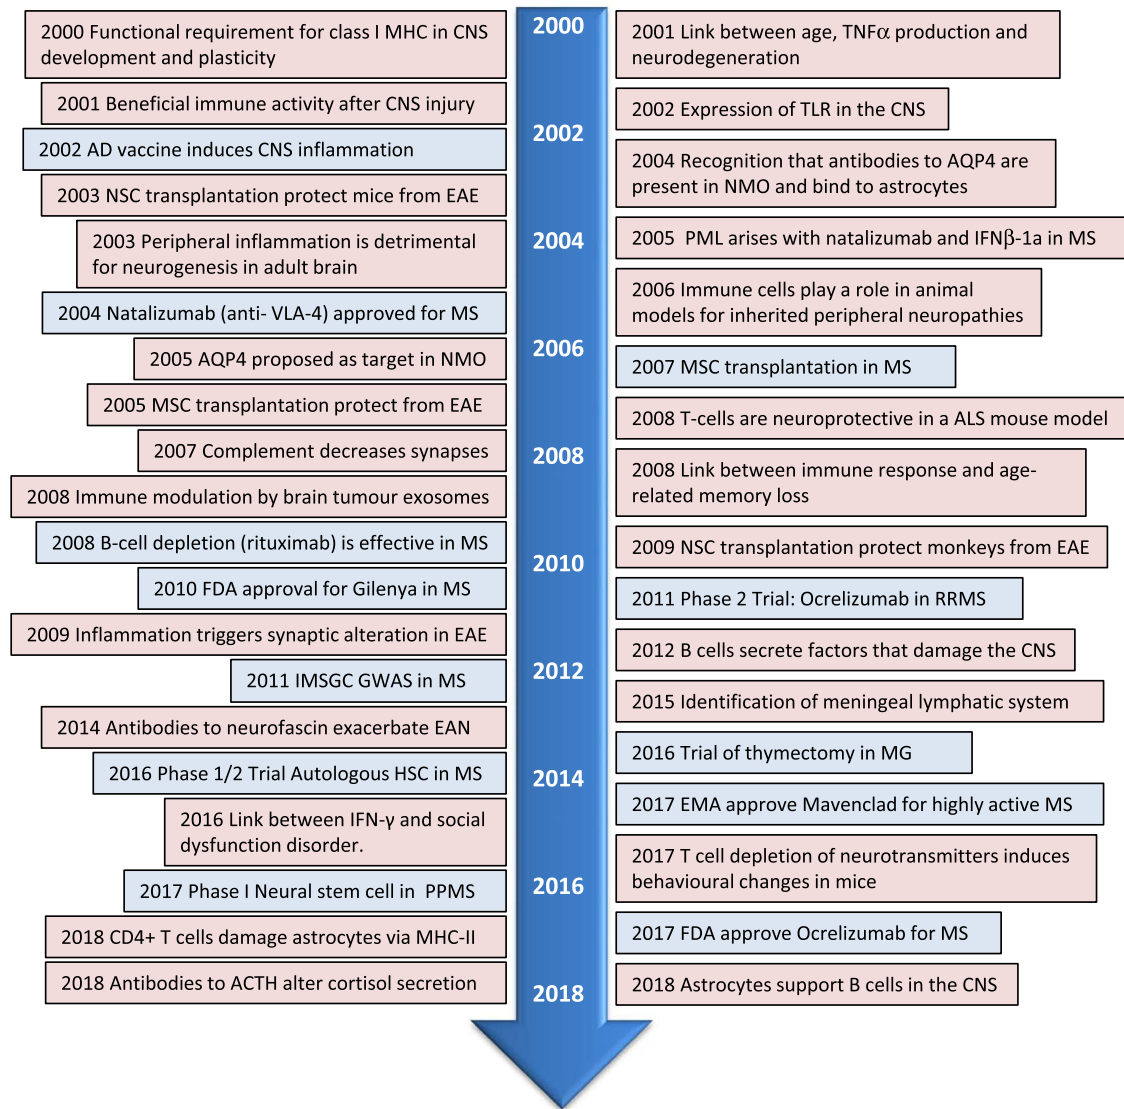 2000 Functional requirement for class I MHC in CNS
development and plasticity
2001 Beneficial immune activity after CNS injury
2002 AD vaccine induces CNS inflammation
2003 NSC transplantation protect mice from EAE
2003 Peripheral inflammation is detrimental
for neurogenesis in adult brain
2004 Natalizumab (anti- VLA-4) approved for MS
2005 AQP4 proposed as target in NMO
2005 MSC transplantation protect from EAE
2007 Complement decreases synapses
2008 Immune modulation by brain tumour exosomes
2008 B-cell depletion (rituximab) is effective in MS
2010 FDA approval for Gilenya in MS
2009 Inflammation triggers synaptic alteration in EAE
2011 IMSGC GWAS in MS
2014 Antibodies to neurofascin exacerbate EAN
2016 Phase 1/2 Trial Autologous HSC in MS
2016 Link between IFN-γ and social
dysfunction disorder.
2017 Phase I Neural stem cell in PPMS
2018 CD4+ T cells damage astrocytes via MHC-II
2018 Antibodies to ACTH alter cortisol secretion
2000
2002
2004
2006
2008
2010
2012
2014
2016
2018
2001 Link between age, TNFα production and
neurodegeneration
2002 Expression of TLR in the CNS
2004 Recognition that antibodies to AQP4 are
present in NMO and bind to astrocytes
2005 PML arises with natalizumab and IFNβ-1a in MS
2006 Immune cells play a role in animal
models for inherited peripheral neuropathies
2007 MSC transplantation in MS
2008 T-cells are neuroprotective in a ALS mouse model
2008 Link between immune response and age-
related memory loss
2009 NSC transplantation protect monkeys from EAE
2011 Phase 2 Trial: Ocrelizumab in RRMS
2012 B cells secrete factors that damage the CNS
2015 Identification of meningeal lymphatic system
2016 Trial of thymectomy in MG
2017 EMA approve Mavenclad for highly active MS
2017 T cell depletion of neurotransmitters induces
behavioural changes in mice
2017 FDA approve Ocrelizumab for MS
2018 Astrocytes support B cells in the CNS